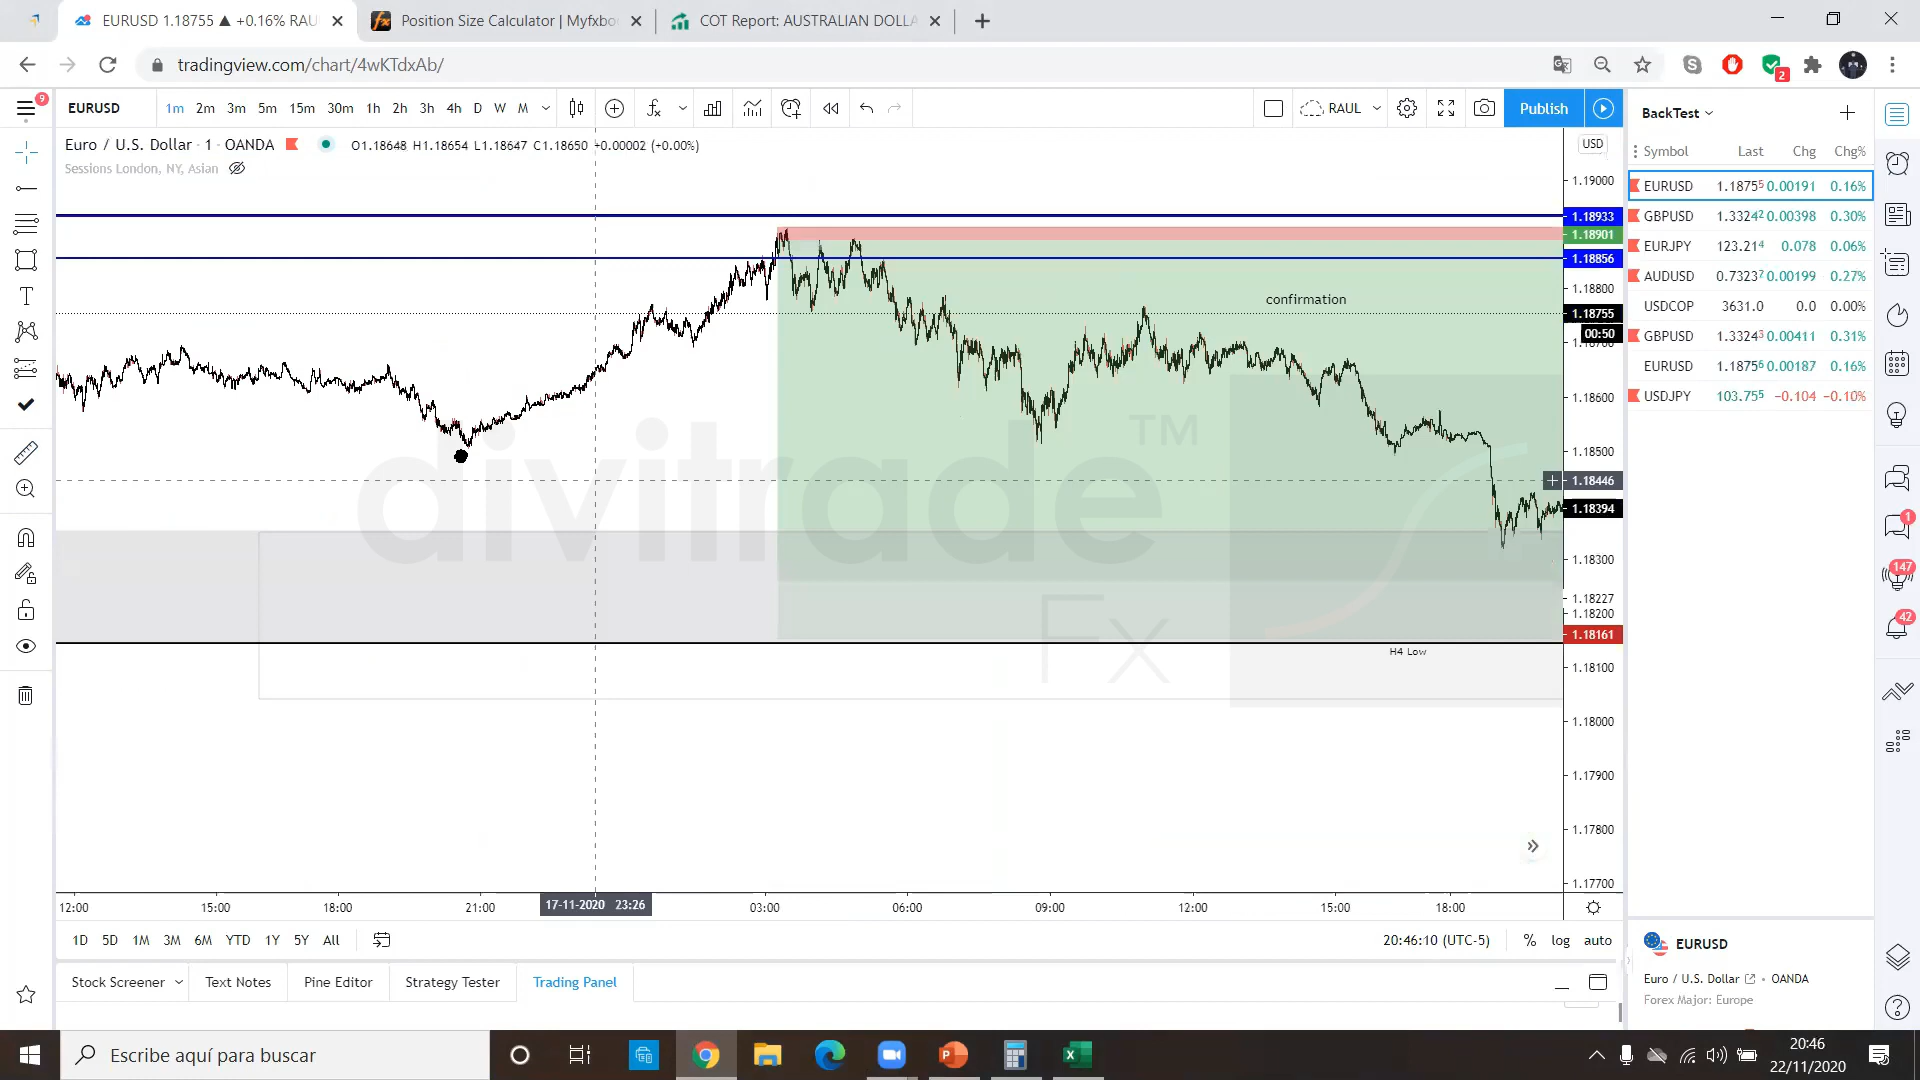 EURUSD 1.18755 ▲ +0.16% RAU
Position Size Calculator | Myfxbo
COT Report: AUSTRALIAN DOLLA
tradingview.com/chart/4wKTdxAb/
2
9
EURUSD 1m 2m 3m 5m 15m 30m 1h 2h 3h 4h D W M
RAUL
Publish
BackTest
Euro / U.S. Dollar · 1 · OANDA O1.18648 H1.18654 L1.18647 C1.18650 +0.00002 (+0.00%)
Sessions London, NY, Asian
USD
Symbol Last Chg Chg%
EURUSD 1.18755 0.00191 0.16%
GBPUSD 1.33242 0.00398 0.30%
EURJPY 123.214 0.078 0.06%
AUDUSD 0.73237 0.00199 0.27%
USDCOP 3631.0 0.0 0.00%
GBPUSD 1.33243 0.00411 0.31%
EURUSD 1.18756 0.00187 0.16%
USDJPY 103.755 −0.104 −0.10%
1.19000
1.18933
1.18901
1.18856
1.18800
1.18755
00:50
1.18700
1.18600
1.18500
1.18446
1.18394
1.18300
1.18227
1.18200
1.18161
1.18100
1.18000
1.17900
1.17800
1.17700
confirmation
divitrade™
Fx
H4 Low
1
147
42
12:00 15:00 18:00 21:00 17-11-2020 23:26 03:00 06:00 09:00 12:00 15:00 18:00
1D 5D 1M 3M 6M YTD 1Y 5Y All
20:46:10 (UTC-5) % log auto
Stock Screener Text Notes Pine Editor Strategy Tester Trading Panel
EURUSD
Euro / U.S. Dollar • OANDA
Forex Major: Europe
Escribe aquí para buscar
20:46
22/11/2020